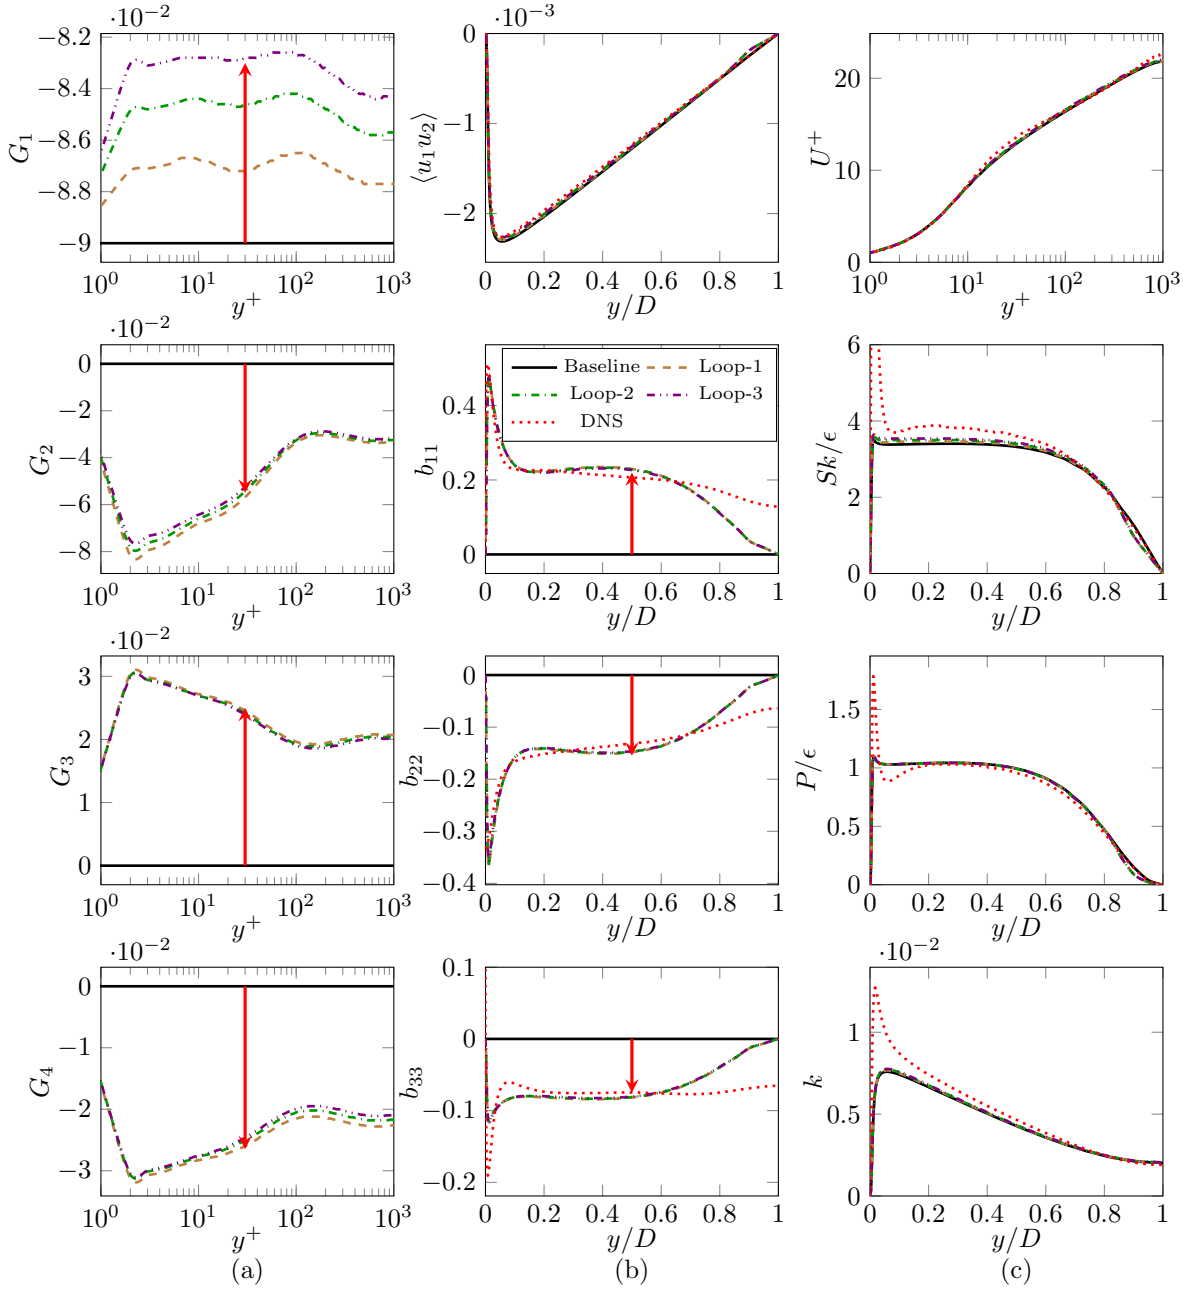 ·10⁻²
−8.2
−8.4
−8.6
−8.8
−9
G₁
10⁰ 10¹ 10² 10³
y⁺
·10⁻³
0
−1
−2
⟨u₁u₂⟩
0 0.2 0.4 0.6 0.8 1
y/D
20
10
0
U⁺
10⁰ 10¹ 10² 10³
y⁺
·10⁻²
0
−2
−4
−6
−8
G₂
10⁰ 10¹ 10² 10³
y⁺
0.4
0.2
0
b₁₁
Baseline Loop-1
Loop-2 Loop-3
DNS
0 0.2 0.4 0.6 0.8 1
y/D
6
4
2
0
Sk/ϵ
0 0.2 0.4 0.6 0.8 1
y/D
·10⁻²
3
2
1
0
G₃
10⁰ 10¹ 10² 10³
y⁺
0
−0.1
−0.2
−0.3
−0.4
b₂₂
0 0.2 0.4 0.6 0.8 1
y/D
1.5
1
0.5
0
P/ϵ
0 0.2 0.4 0.6 0.8 1
y/D
·10⁻²
0
−1
−2
−3
G₄
10⁰ 10¹ 10² 10³
y⁺
(a)
0.1
0
−0.1
−0.2
b₃₃
0 0.2 0.4 0.6 0.8 1
y/D
(b)
·10⁻²
1
0.5
0
k
0 0.2 0.4 0.6 0.8 1
y/D
(c)